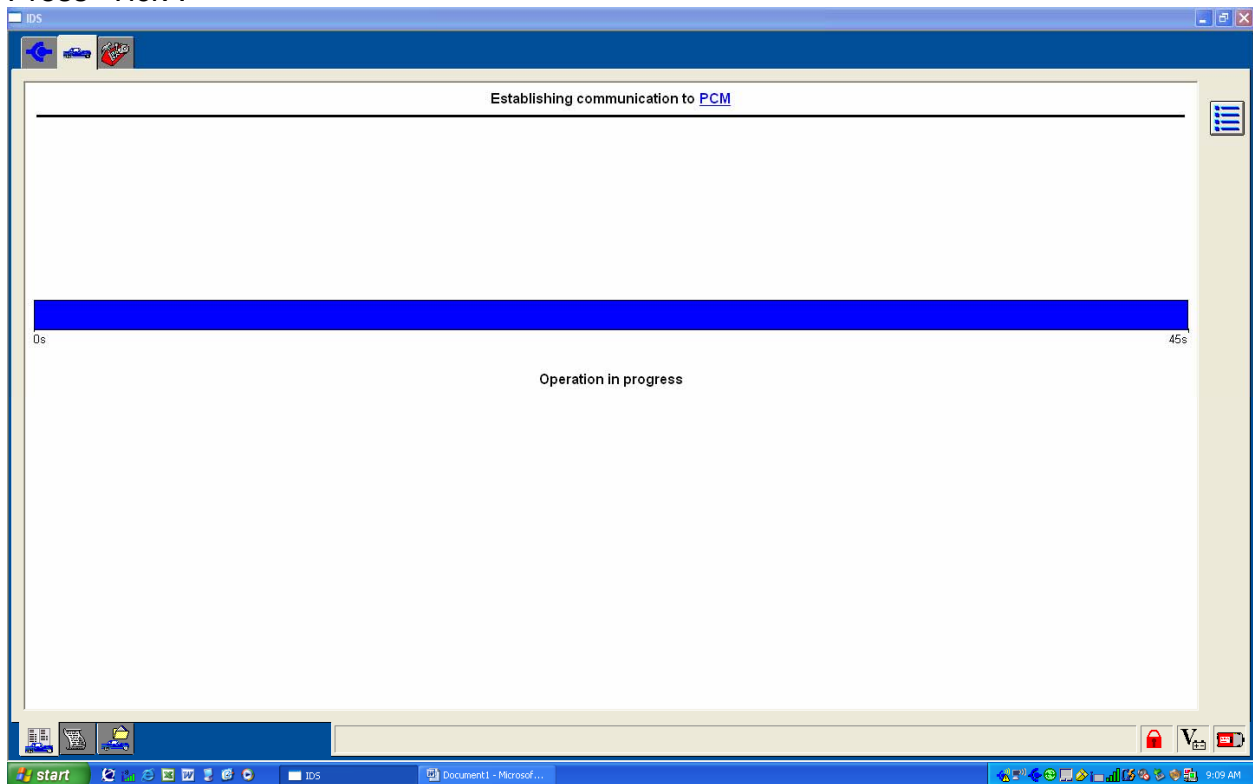 IDS
Establishing communication to PCM
0s
45s
Operation in progress
V
start
IDS
Document1 - Microsof...
9:09 AM